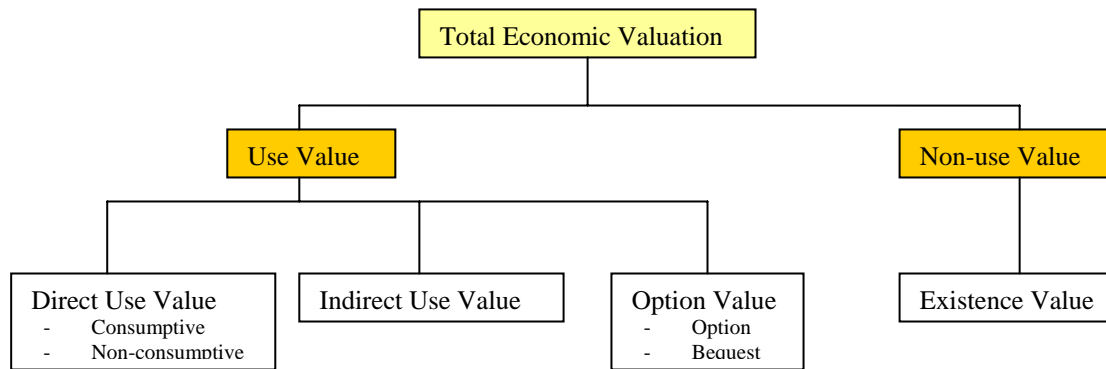 Total Economic Valuation
Use Value
Non-use Value
Direct Use Value
- Consumptive
- Non-consumptive
Indirect Use Value
Option Value
- Option
- Bequest
Existence Value